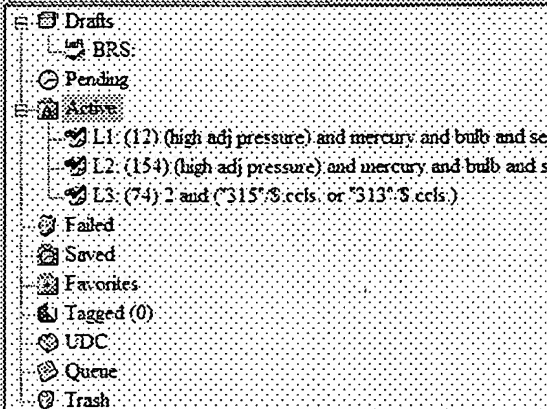 Drafts
BRS:
Pending
Active
L1: (12) (high adj pressure) and mercury and bulb and se
L2: (154) (high adj pressure) and mercury and bulb and s
L3: (74) 2 and ("315"/$.ccls. or "313"/$.ccls.)
Failed
Saved
Favorites
Tagged (0)
UDC
Queue
Trash